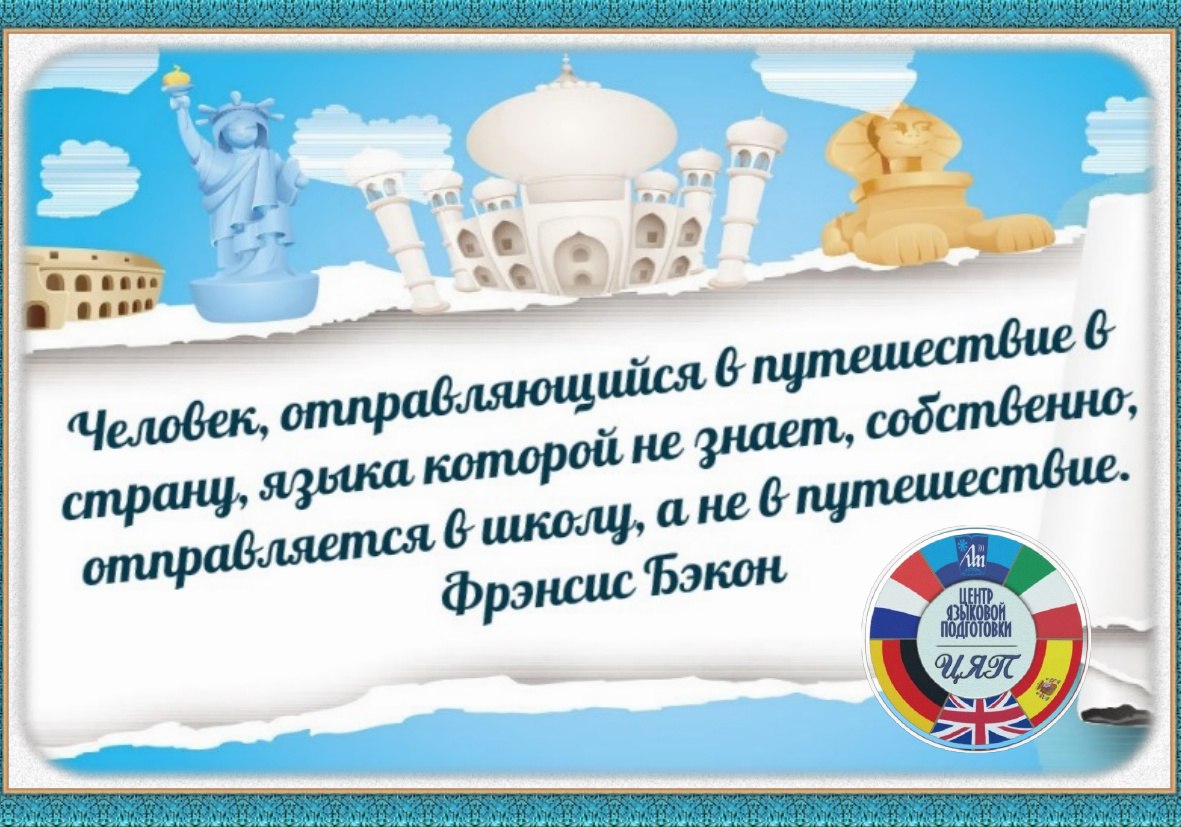 Человек, отправляющийся в путешествие в
страну, языка которой не знает, собственно,
отправляется в школу, а не в путешествие.
Фрэнсис Бэкон
ЦЕНТР
ЯЗЫКОВОЙ
ПОДГОТОВКИ
ЦЯП